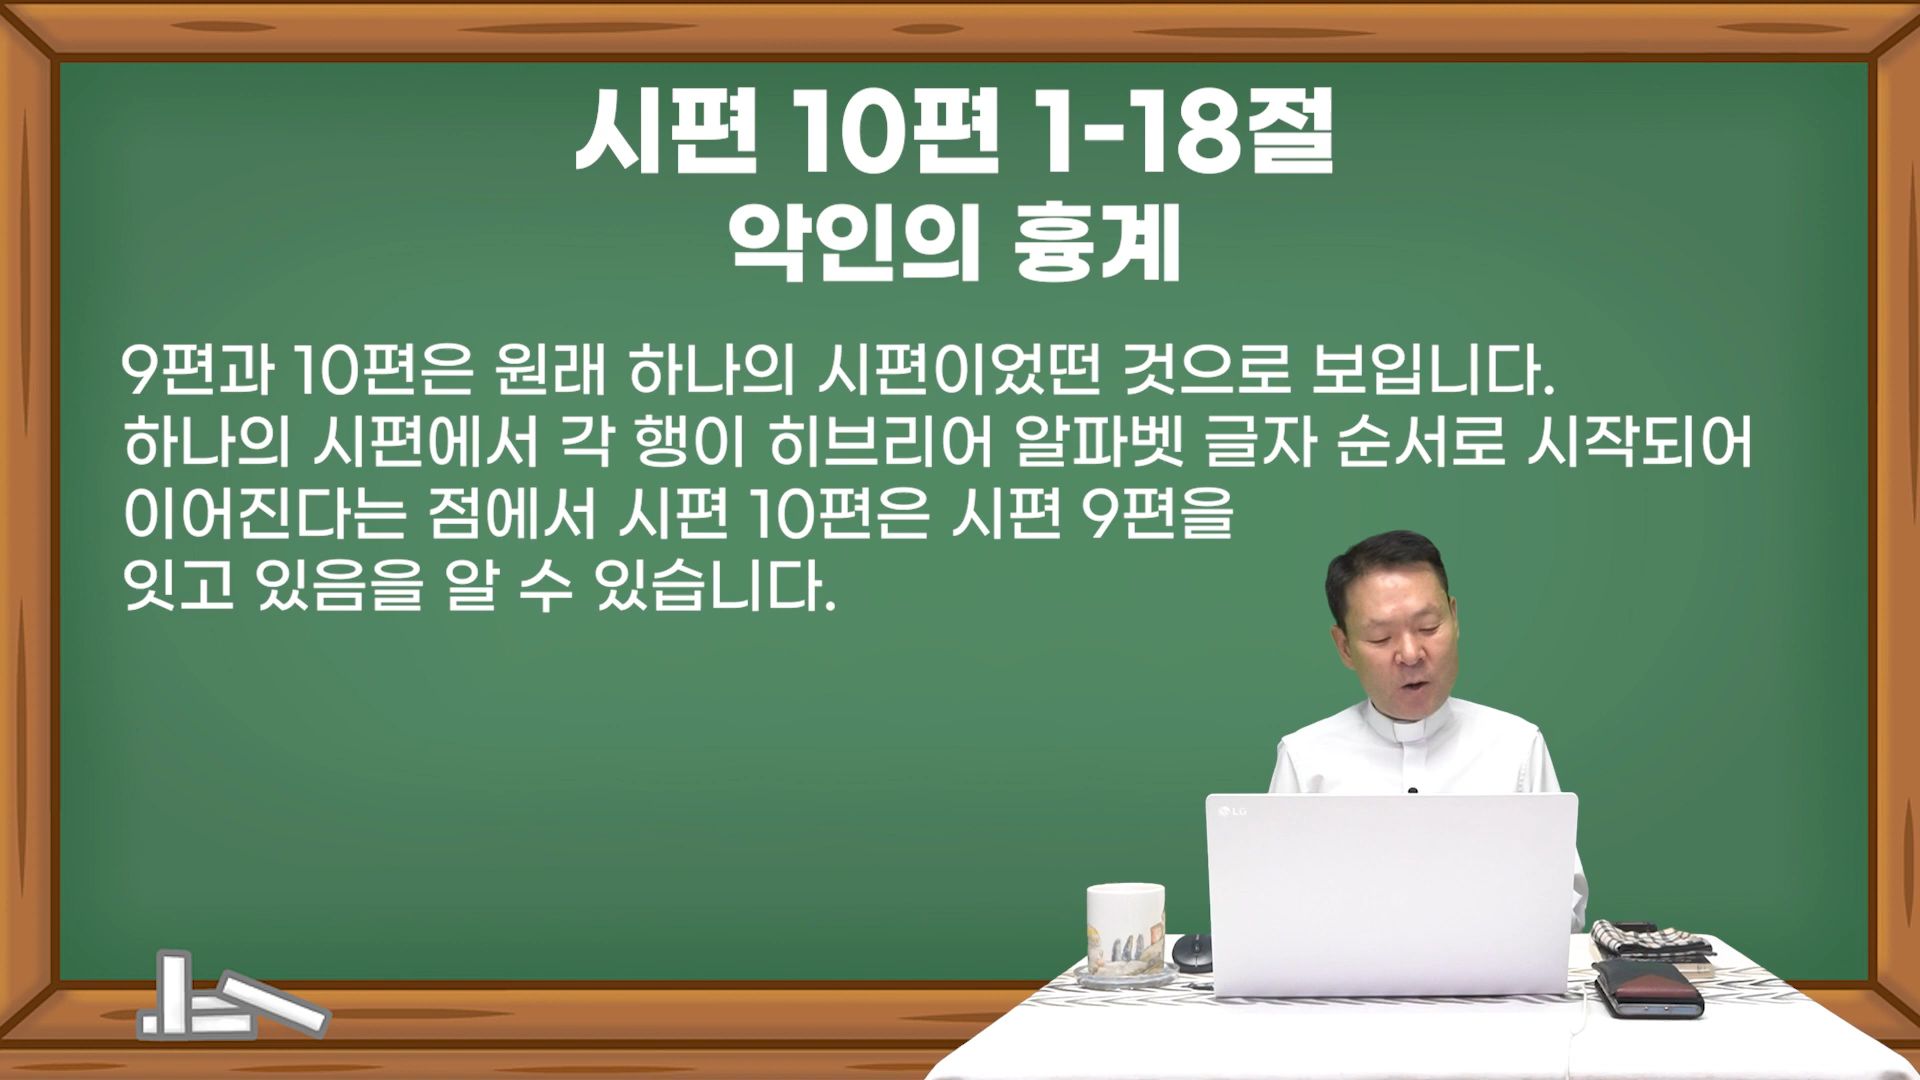 시편 10편 1-18절
악인의 흉계
9편과 10편은 원래 하나의 시편이었떤 것으로 보입니다.
하나의 시편에서 각 행이 히브리어 알파벳 글자 순서로 시작되어
이어진다는 점에서 시편 10편은 시편 9편을
잇고 있음을 알 수 있습니다.
LG